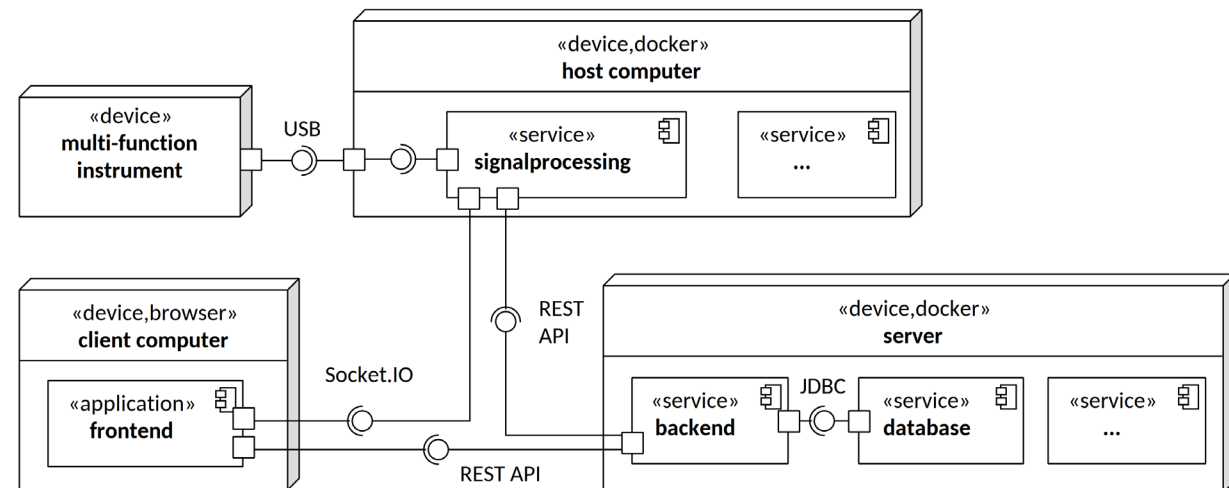 «device,docker»
host computer
«device»
multi-function
instrument
USB
«service»
signalprocessing
«service»
...
«device,browser»
client computer
REST
API
«device,docker»
server
Socket.IO
«application»
frontend
«service»
backend
JDBC
«service»
database
«service»
...
REST API